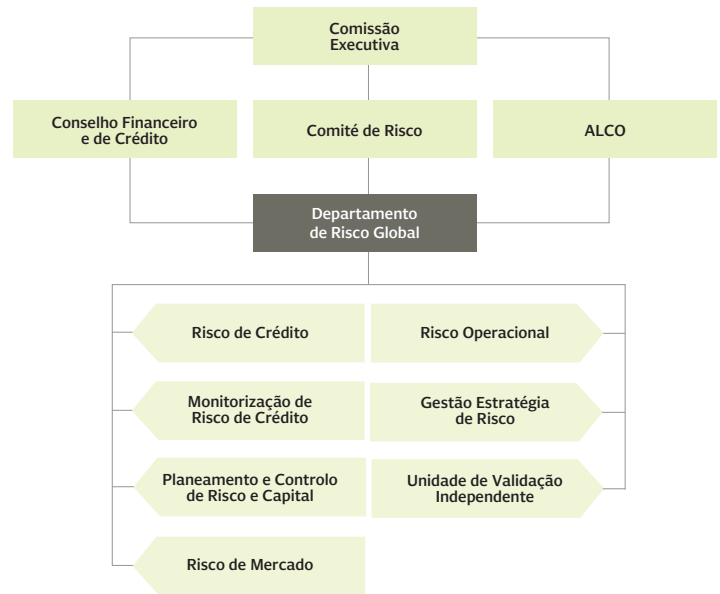 Comissão
Executiva
Conselho Financeiro
e de Crédito
Comité de Risco
ALCO
Departamento
de Risco Global
Risco de Crédito
Risco Operacional
Monitorização de
Risco de Crédito
Gestão Estratégia
de Risco
Planeamento e Controlo
de Risco e Capital
Unidade de Validação
Independente
Risco de Mercado